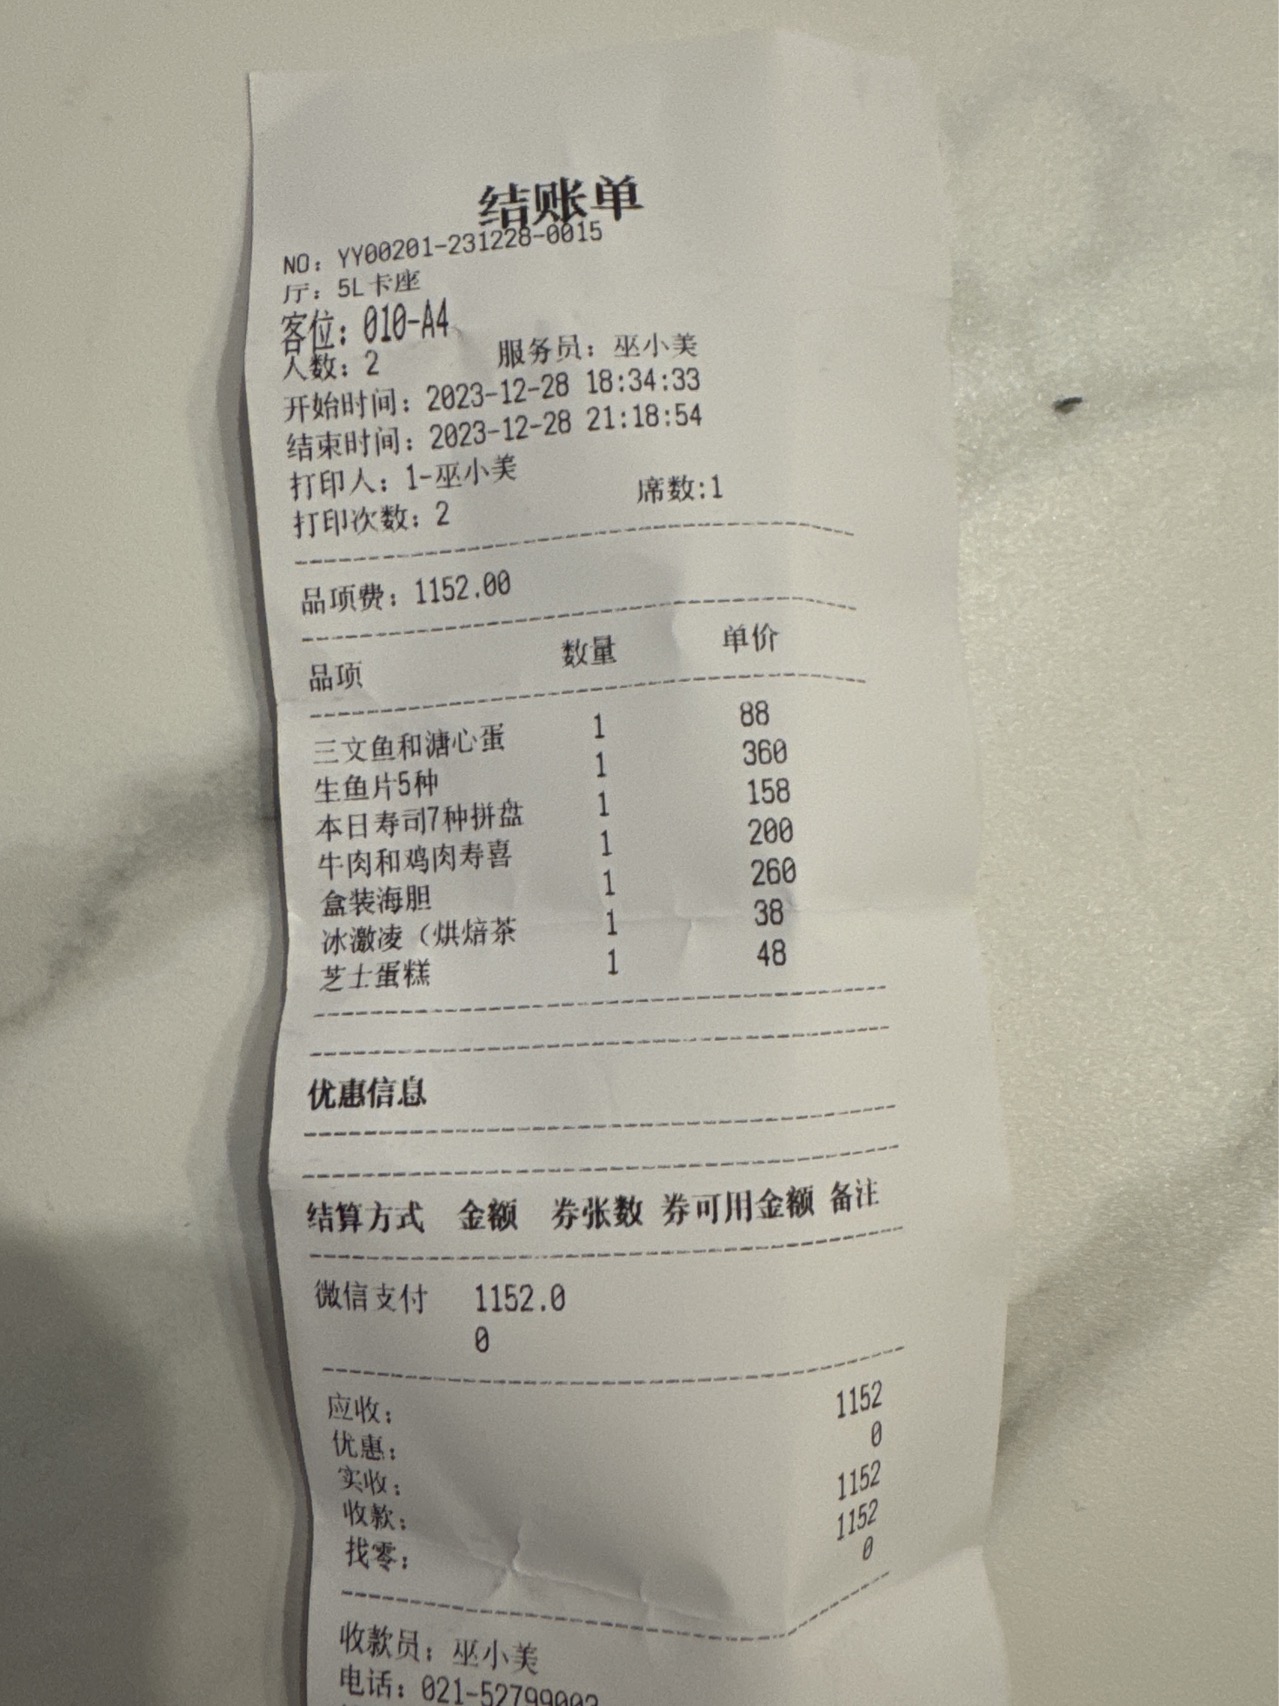 结账单
NO: YY00201-231228-0015
厅: 5L卡座
客位: 010-A4
人数: 2 服务员: 巫小美
开始时间: 2023-12-28 18:34:33
结束时间: 2023-12-28 21:18:54
打印人: 1-巫小美
打印次数: 2 席数:1
品项费: 1152.00
品项 数量 单价
三文鱼和溏心蛋 1 88
生鱼片5种 1 360
本日寿司7种拼盘 1 158
牛肉和鸡肉寿喜 1 200
盒装海胆 1 260
冰激凌（烘焙茶 1 38
芝士蛋糕 1 48
优惠信息
结算方式 金额 券张数 券可用金额 备注
微信支付 1152.0
0
应收: 1152
优惠: 0
实收: 1152
收款: 1152
找零: 0
收款员: 巫小美
电话: 021-52799002